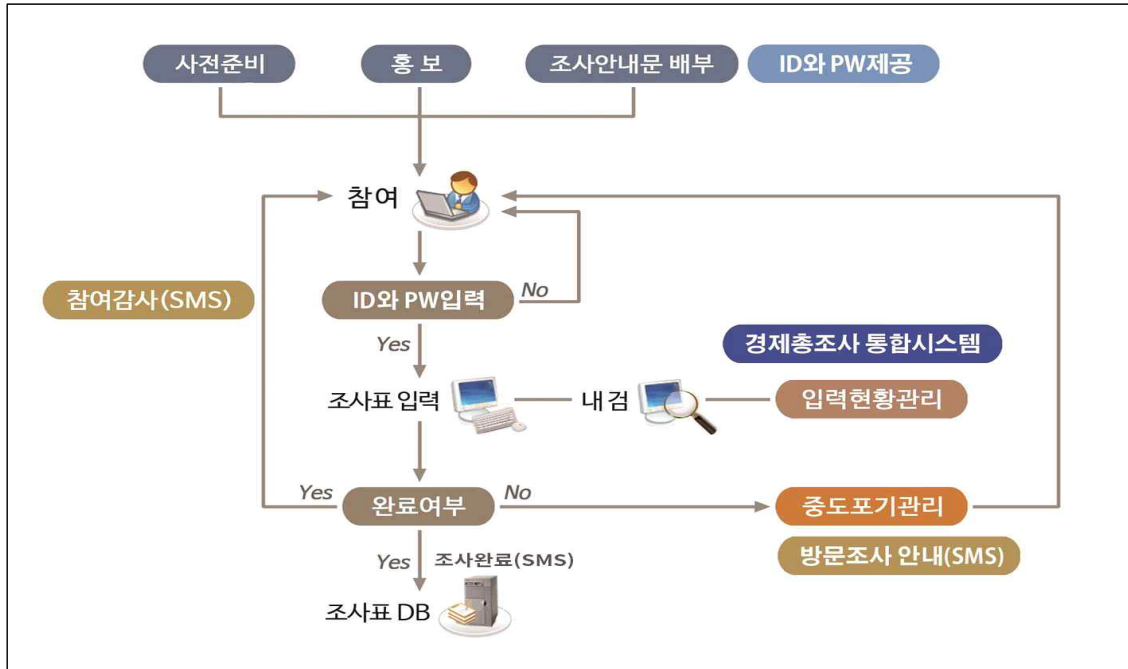 사전준비
홍 보
조사안내문 배부
ID와 PW제공
참여
ID와 PW입력
No
참여감사(SMS)
Yes
경제총조사 통합시스템
조사표 입력
내 검
입력현황관리
Yes
완료여부
No
중도포기관리
방문조사 안내(SMS)
Yes
조사완료(SMS)
조사표 DB